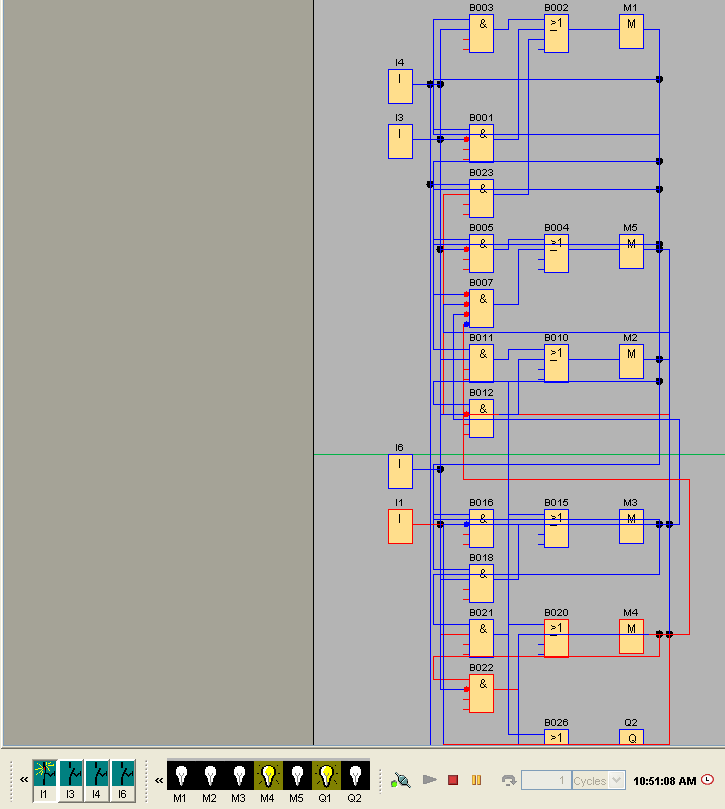 B003 B002 M1
& >1 M
I4
I
I3 B001
I &
B023
&
B005 B004 M5
& >1 M
B007
&
B011 B010 M2
& >1 M
B012
&
I6
I
I1 B016 B015 M3
I & >1 M
B018
&
B021 B020 M4
& >1 M
B022
&
B026 Q2
>1 Q
« I1 I3 I4 I6 « M1 M2 M3 M4 M5 Q1 Q2 1 Cycles 10:51:08 AM